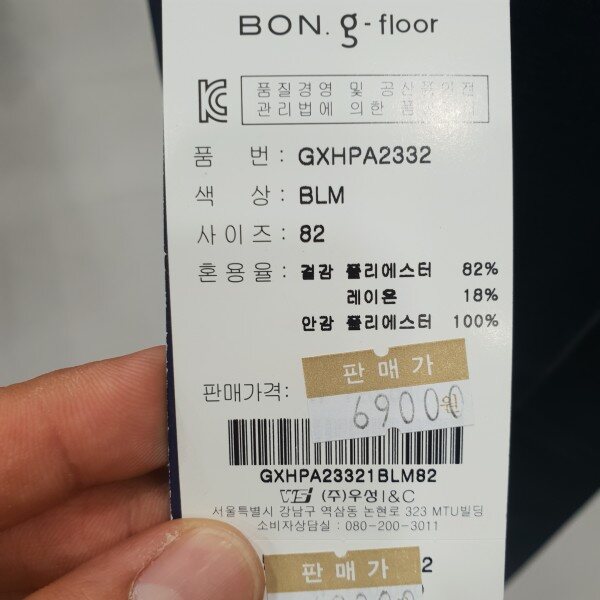 BON. g-floor
품질경영 및 공산품안전
관리법에 의한 품
품 번 : GXHPA2332
색 상 : BLM
사이즈 : 82
혼용율 : 겉감 폴리에스터 82%
레이온 18%
안감 폴리에스터 100%
판매가
판매가격: 69000원
GXHPA23321BLM82
WSi (주)우성I&C
서울특별시 강남구 역삼동 논현로 323 MTU빌딩
소비자상담실 : 080-200-3011
판매가 2